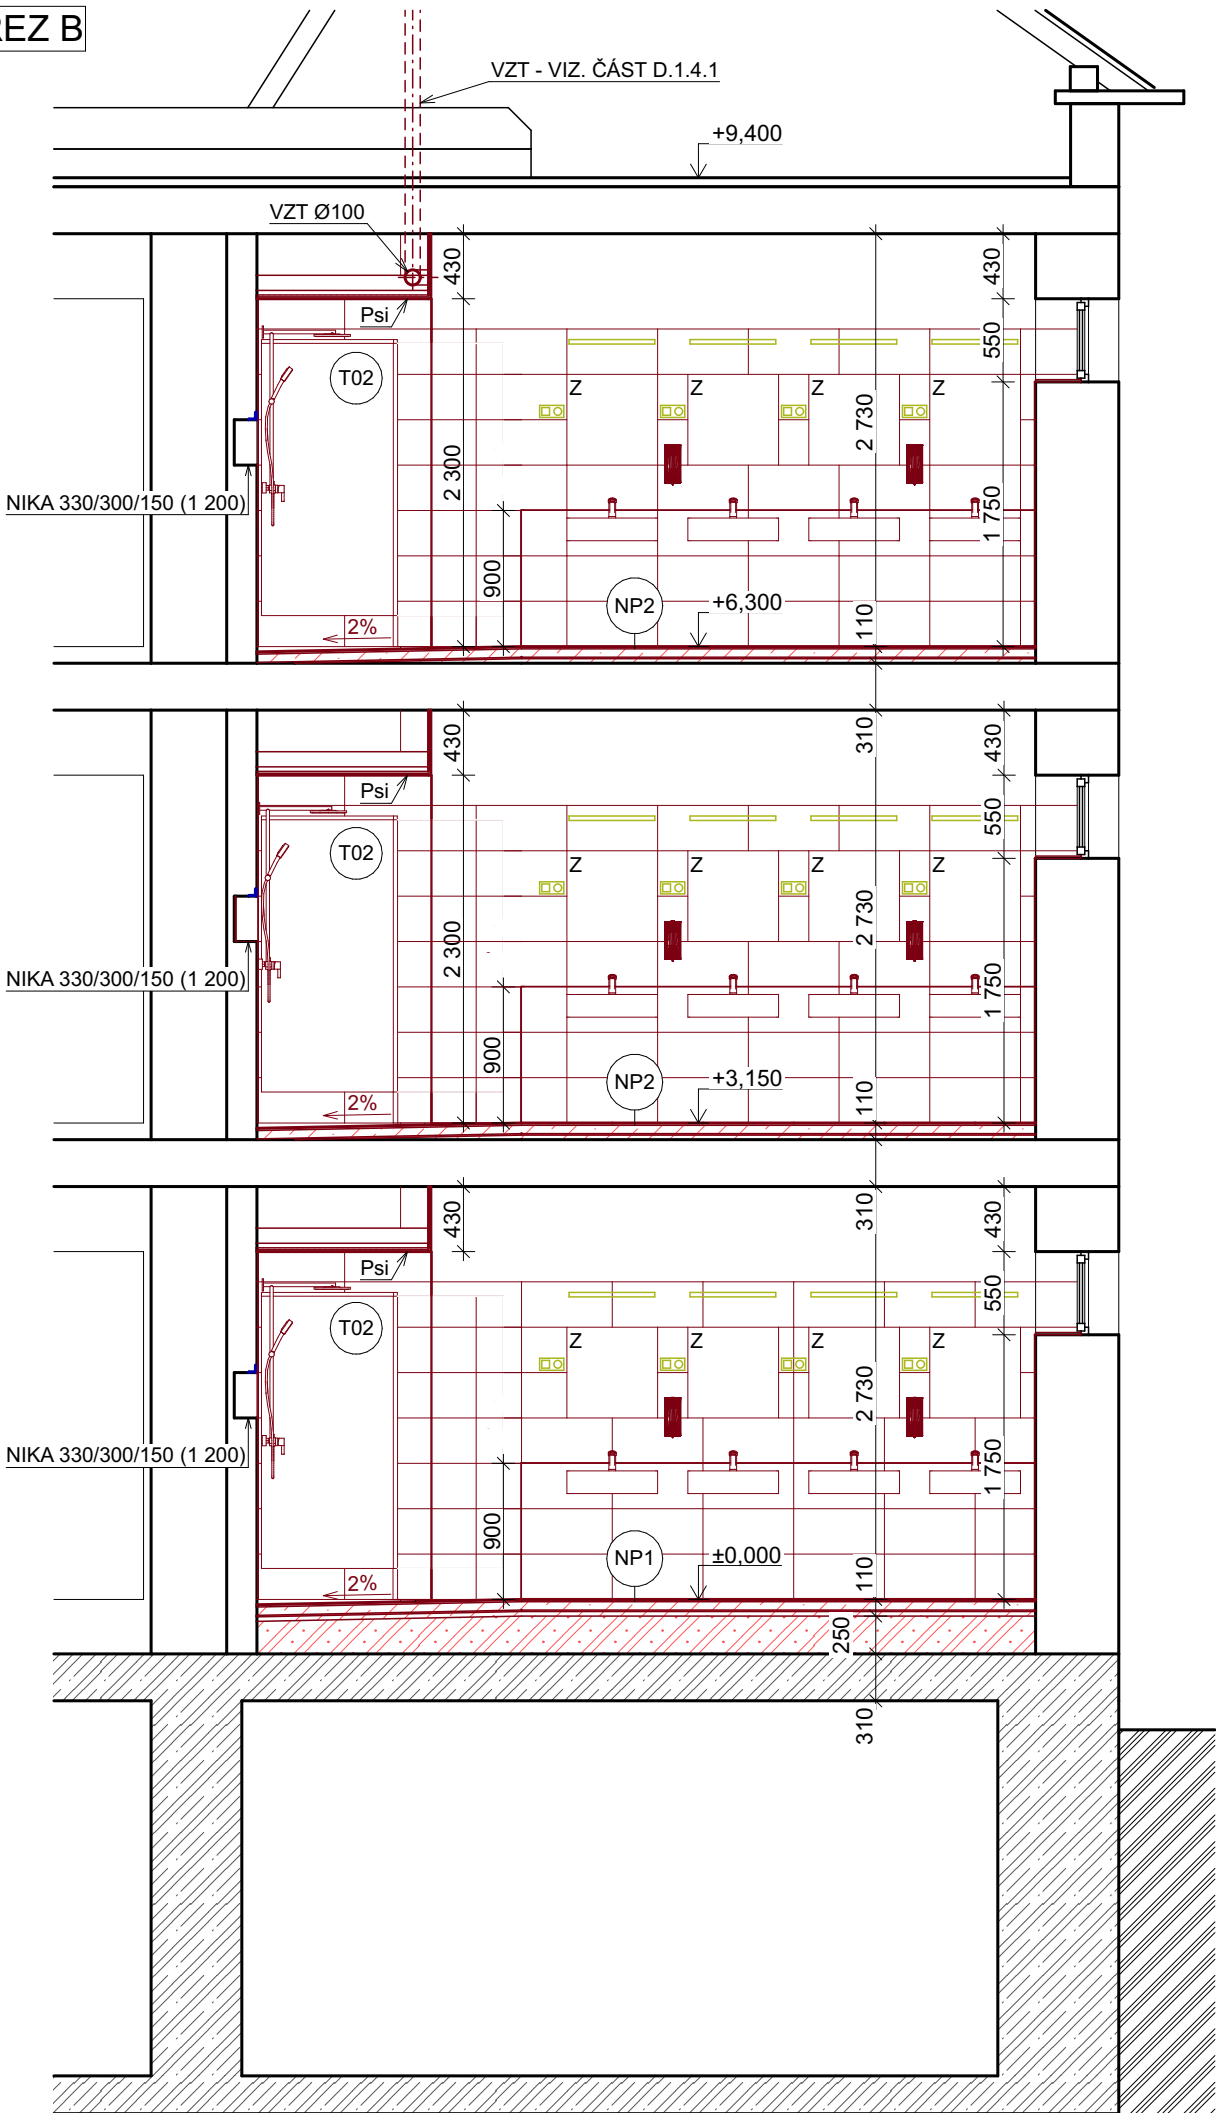 ŘEZ B
VZT - VIZ. ČÁST D.1.4.1
+9,400
VZT Ø100
430
430
Psi
550
T02
Z
Z
Z
Z
2 730
2 300
NIKA 330/300/150 (1 200)
1 750
900
NP2
+6,300
110
2%
310
430
430
Psi
550
T02
Z
Z
Z
Z
2 730
2 300
NIKA 330/300/150 (1 200)
1 750
900
NP2
+3,150
110
2%
310
430
430
Psi
550
T02
Z
Z
Z
Z
2 730
NIKA 330/300/150 (1 200)
1 750
900
NP1
±0,000
110
2%
250
310